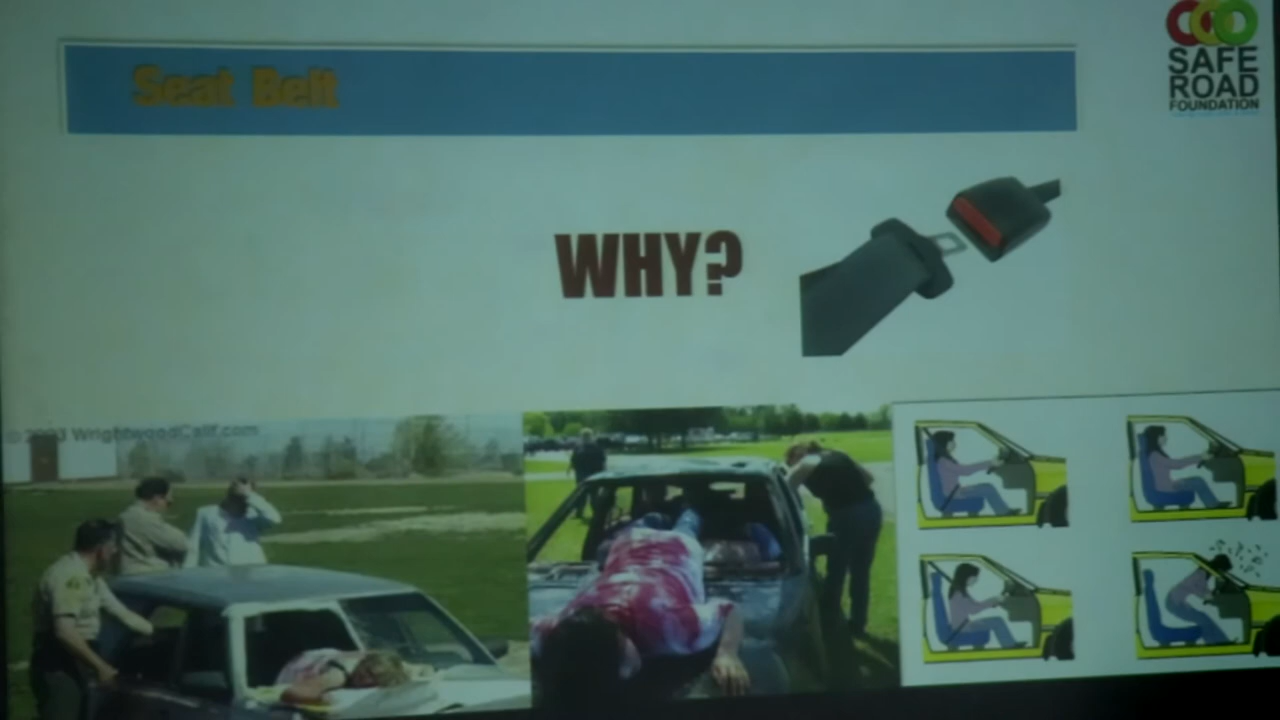 Seat Belt
SAFE
ROAD
FOUNDATION
WHY?
WrightwoodCalif.com